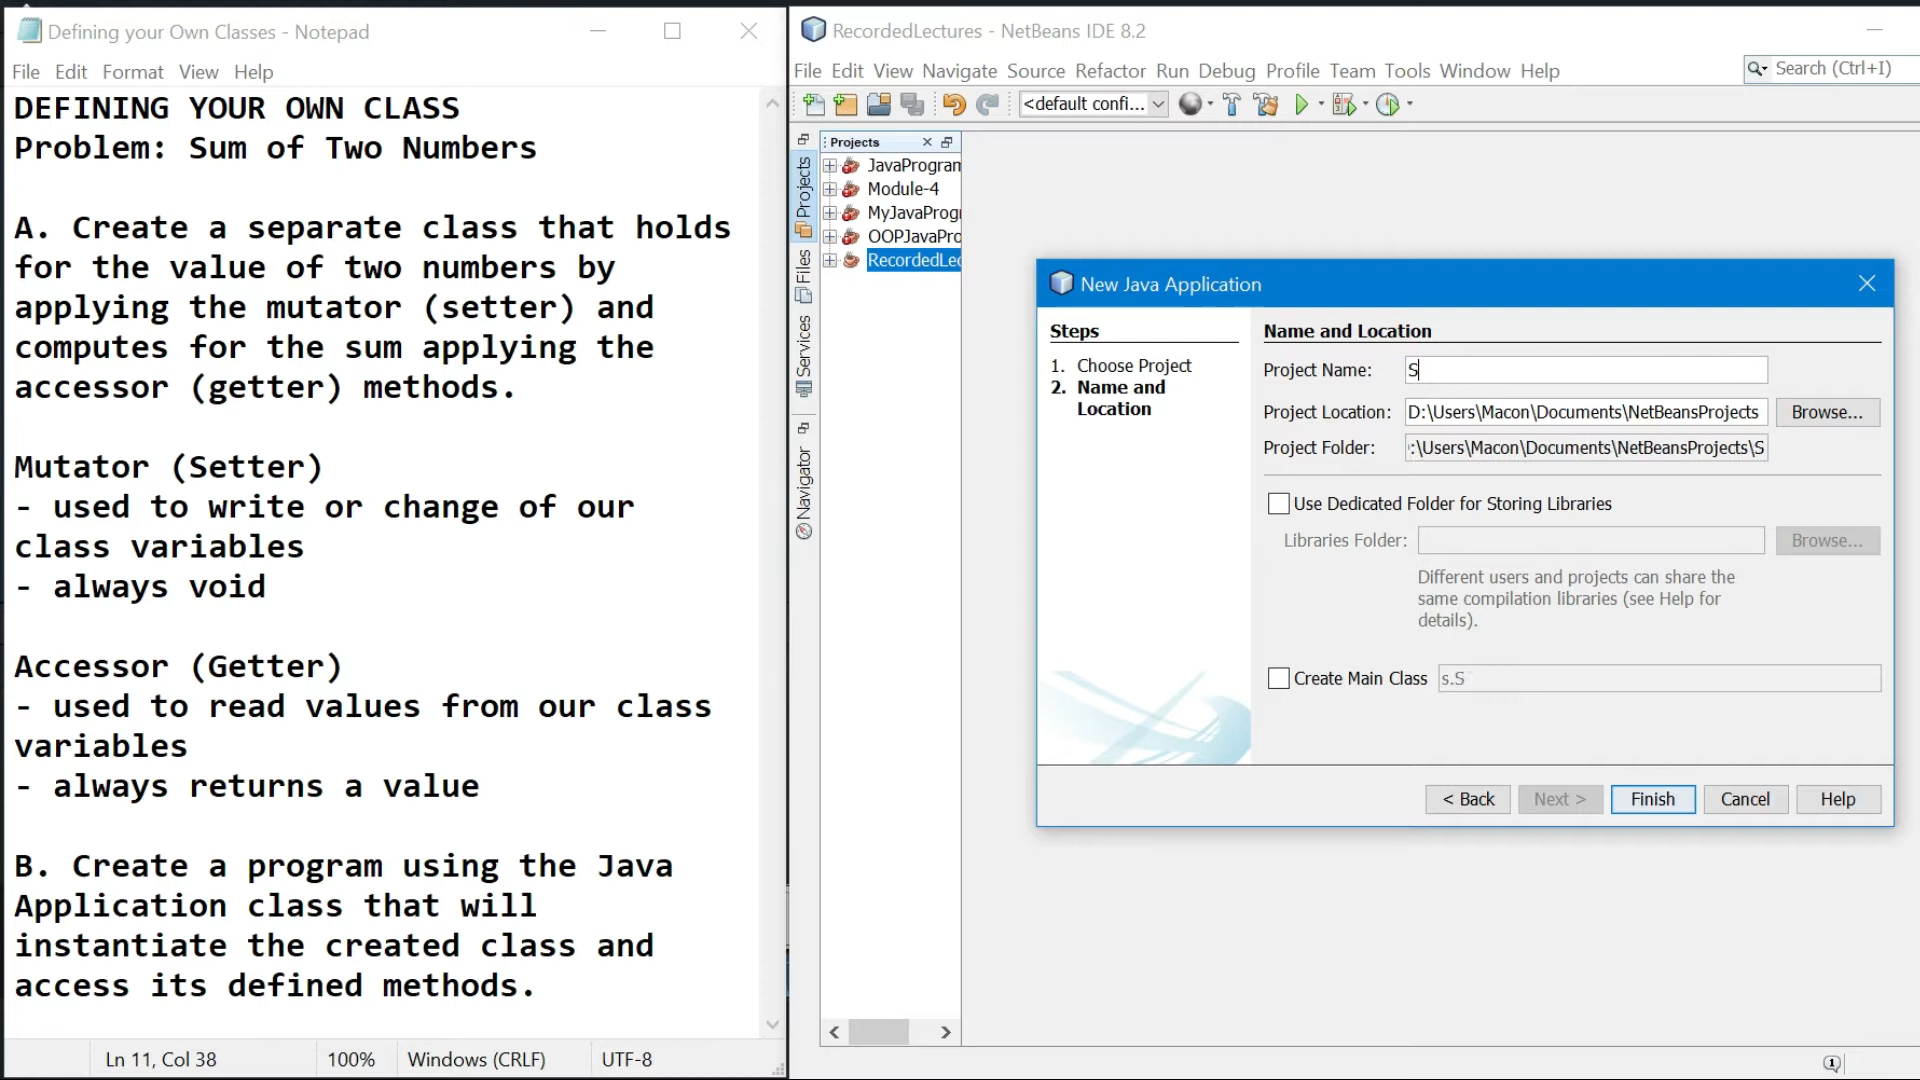 Defining your Own Classes - Notepad
File Edit Format View Help
DEFINING YOUR OWN CLASS
Problem: Sum of Two Numbers
A. Create a separate class that holds
for the value of two numbers by
applying the mutator (setter) and
computes for the sum applying the
accessor (getter) methods.
Mutator (Setter)
- used to write or change of our
class variables
- always void
Accessor (Getter)
- used to read values from our class
variables
- always returns a value
B. Create a program using the Java
Application class that will
instantiate the created class and
access its defined methods.
Ln 11, Col 38 100% Windows (CRLF) UTF-8
RecordedLectures - NetBeans IDE 8.2
File Edit View Navigate Source Refactor Run Debug Profile Team Tools Window Help
Search (Ctrl+I)
<default confi...
Projects
Files
Services
Navigator
Projects
JavaProgram
Module-4
MyJavaProgr
OOPJavaPro
RecordedLec
New Java Application
Steps
1. Choose Project
2. Name and
Location
Name and Location
Project Name: S
Project Location: D:\Users\Macon\Documents\NetBeansProjects Browse...
Project Folder: :\Users\Macon\Documents\NetBeansProjects\S
Use Dedicated Folder for Storing Libraries
Libraries Folder: Browse...
Different users and projects can share the
same compilation libraries (see Help for
details).
Create Main Class s.S
< Back Next > Finish Cancel Help
1